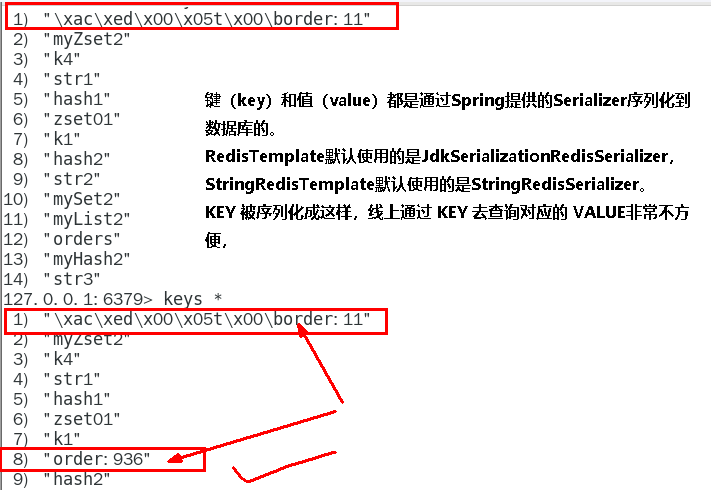 1) "\xac\xed\x00\x05t\x00\border:11"
2) "myZset2"
3) "k4"
4) "str1"
5) "hash1"
6) "zset01"
7) "k1"
8) "hash2"
9) "str2"
10) "mySet2"
11) "myList2"
12) "orders"
13) "myHash2"
14) "str3"
键（key）和值（value）都是通过Spring提供的Serializer序列化到
数据库的。
RedisTemplate默认使用的是JdkSerializationRedisSerializer，
StringRedisTemplate默认使用的是StringRedisSerializer。
KEY 被序列化成这样，线上通过 KEY 去查询对应的 VALUE非常不方
便，
127.0.0.1:6379> keys *
1) "\xac\xed\x00\x05t\x00\border:11"
2) "myZset2"
3) "k4"
4) "str1"
5) "hash1"
6) "zset01"
7) "k1"
8) "order:936"
9) "hash2"